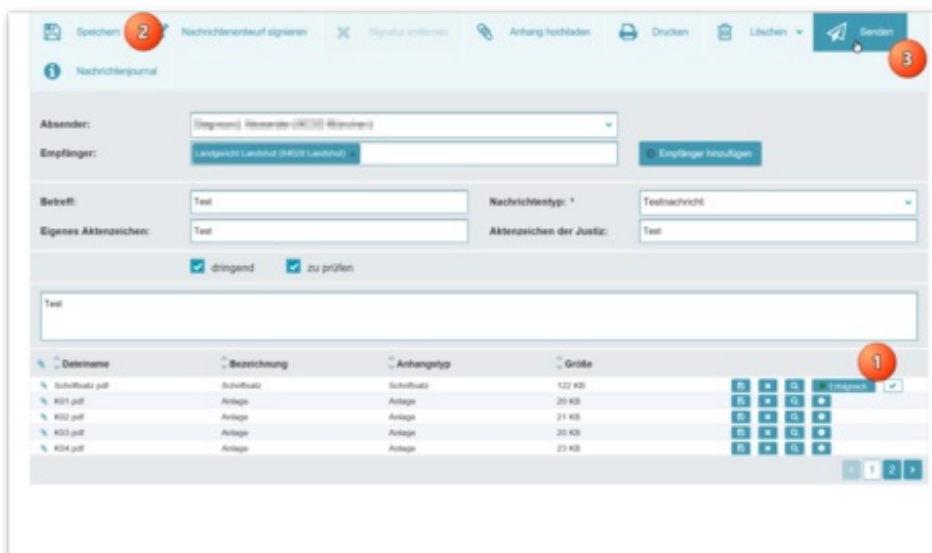 Speichern 2 Nachrichtenentwurf signieren Signatur entfernen Anhang hochladen Drucken Löschen Senden 3
Nachrichtenjournal
Absender:
Empfänger: Landgericht Landshut (84028 Landshut) Empfänger hinzufügen
Betreff: Test Nachrichtentyp: * Testnachricht
Eigenes Aktenzeichen: Test Aktenzeichen der Justiz: Test
dringend zu prüfen
Test
1
Dateiname Bezeichnung Anhangstyp Größe
Schriftsatz.pdf Schriftsatz Schriftsatz 122 KB Erfolgreich
K01.pdf Anlage Anlage 20 KB
K02.pdf Anlage Anlage 21 KB
K03.pdf Anlage Anlage 20 KB
K04.pdf Anlage Anlage 23 KB
< 1 2 >